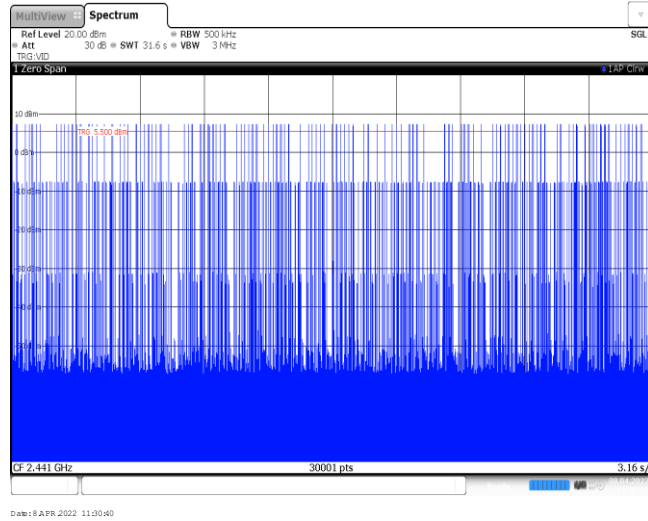 MultiView Spectrum
Ref Level 20.00 dBm RBW 500 kHz SGL
Att 30 dB SWT 31.6 s VBW 3 MHz
TRG:VID
1 Zero Span 1AP Clrw
10 dBm
TRG 5.500 dBm
0 dBm
-10 dBm
-20 dBm
-30 dBm
-40 dBm
CF 2.441 GHz 30001 pts 3.16 s/
Date: 8.APR.2022 11:30:40